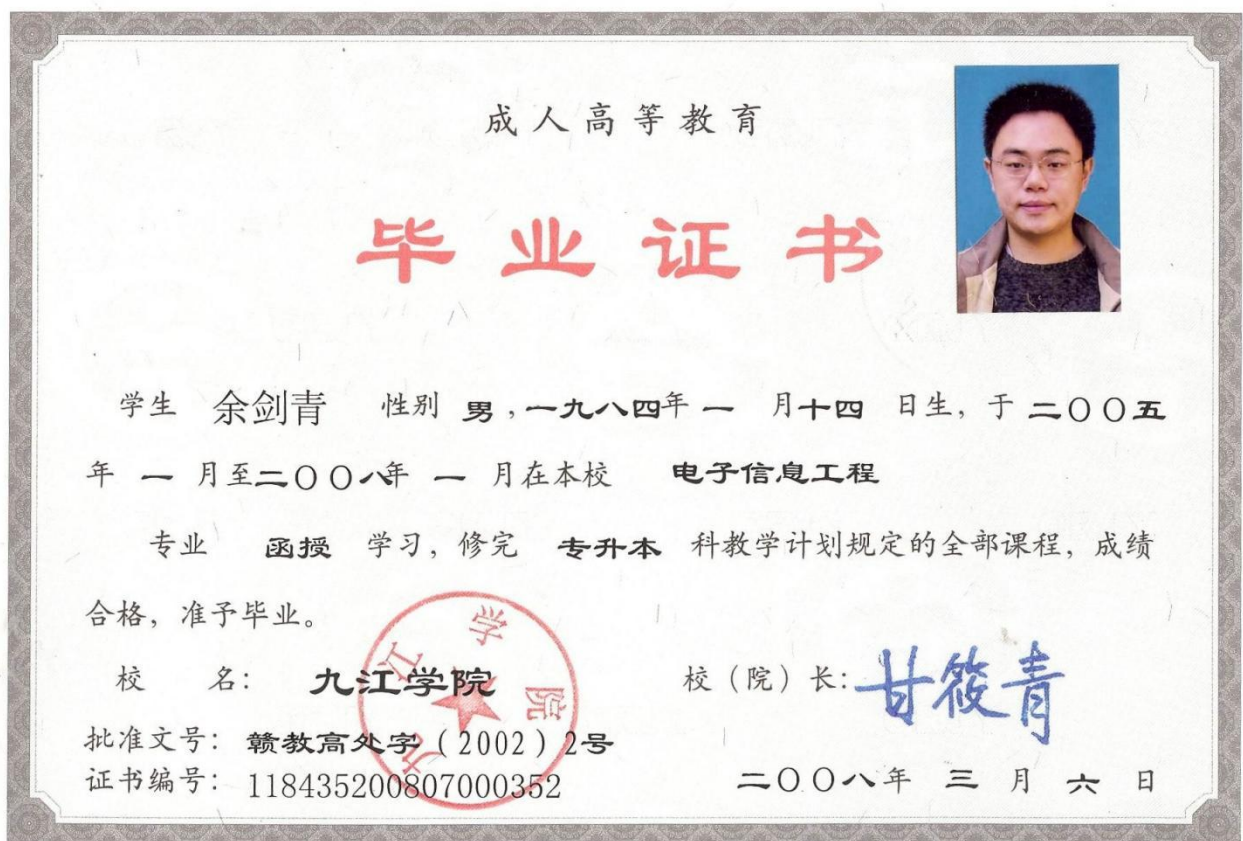 成人高等教育
毕业证书
学生 余剑青 性别 男,一九八四年 一 月十四 日生, 于 二〇〇五
年 一 月至二〇〇八年 一 月在本校 电子信息工程
专业 函授 学习, 修完 专升本 科教学计划规定的全部课程, 成绩
合格, 准予毕业。
九江学院
校 名: 九江学院 校(院)长: 甘筱青
批准文号: 赣教高处字(2002)2号
证书编号: 118435200807000352 二〇〇八年 三 月 六 日